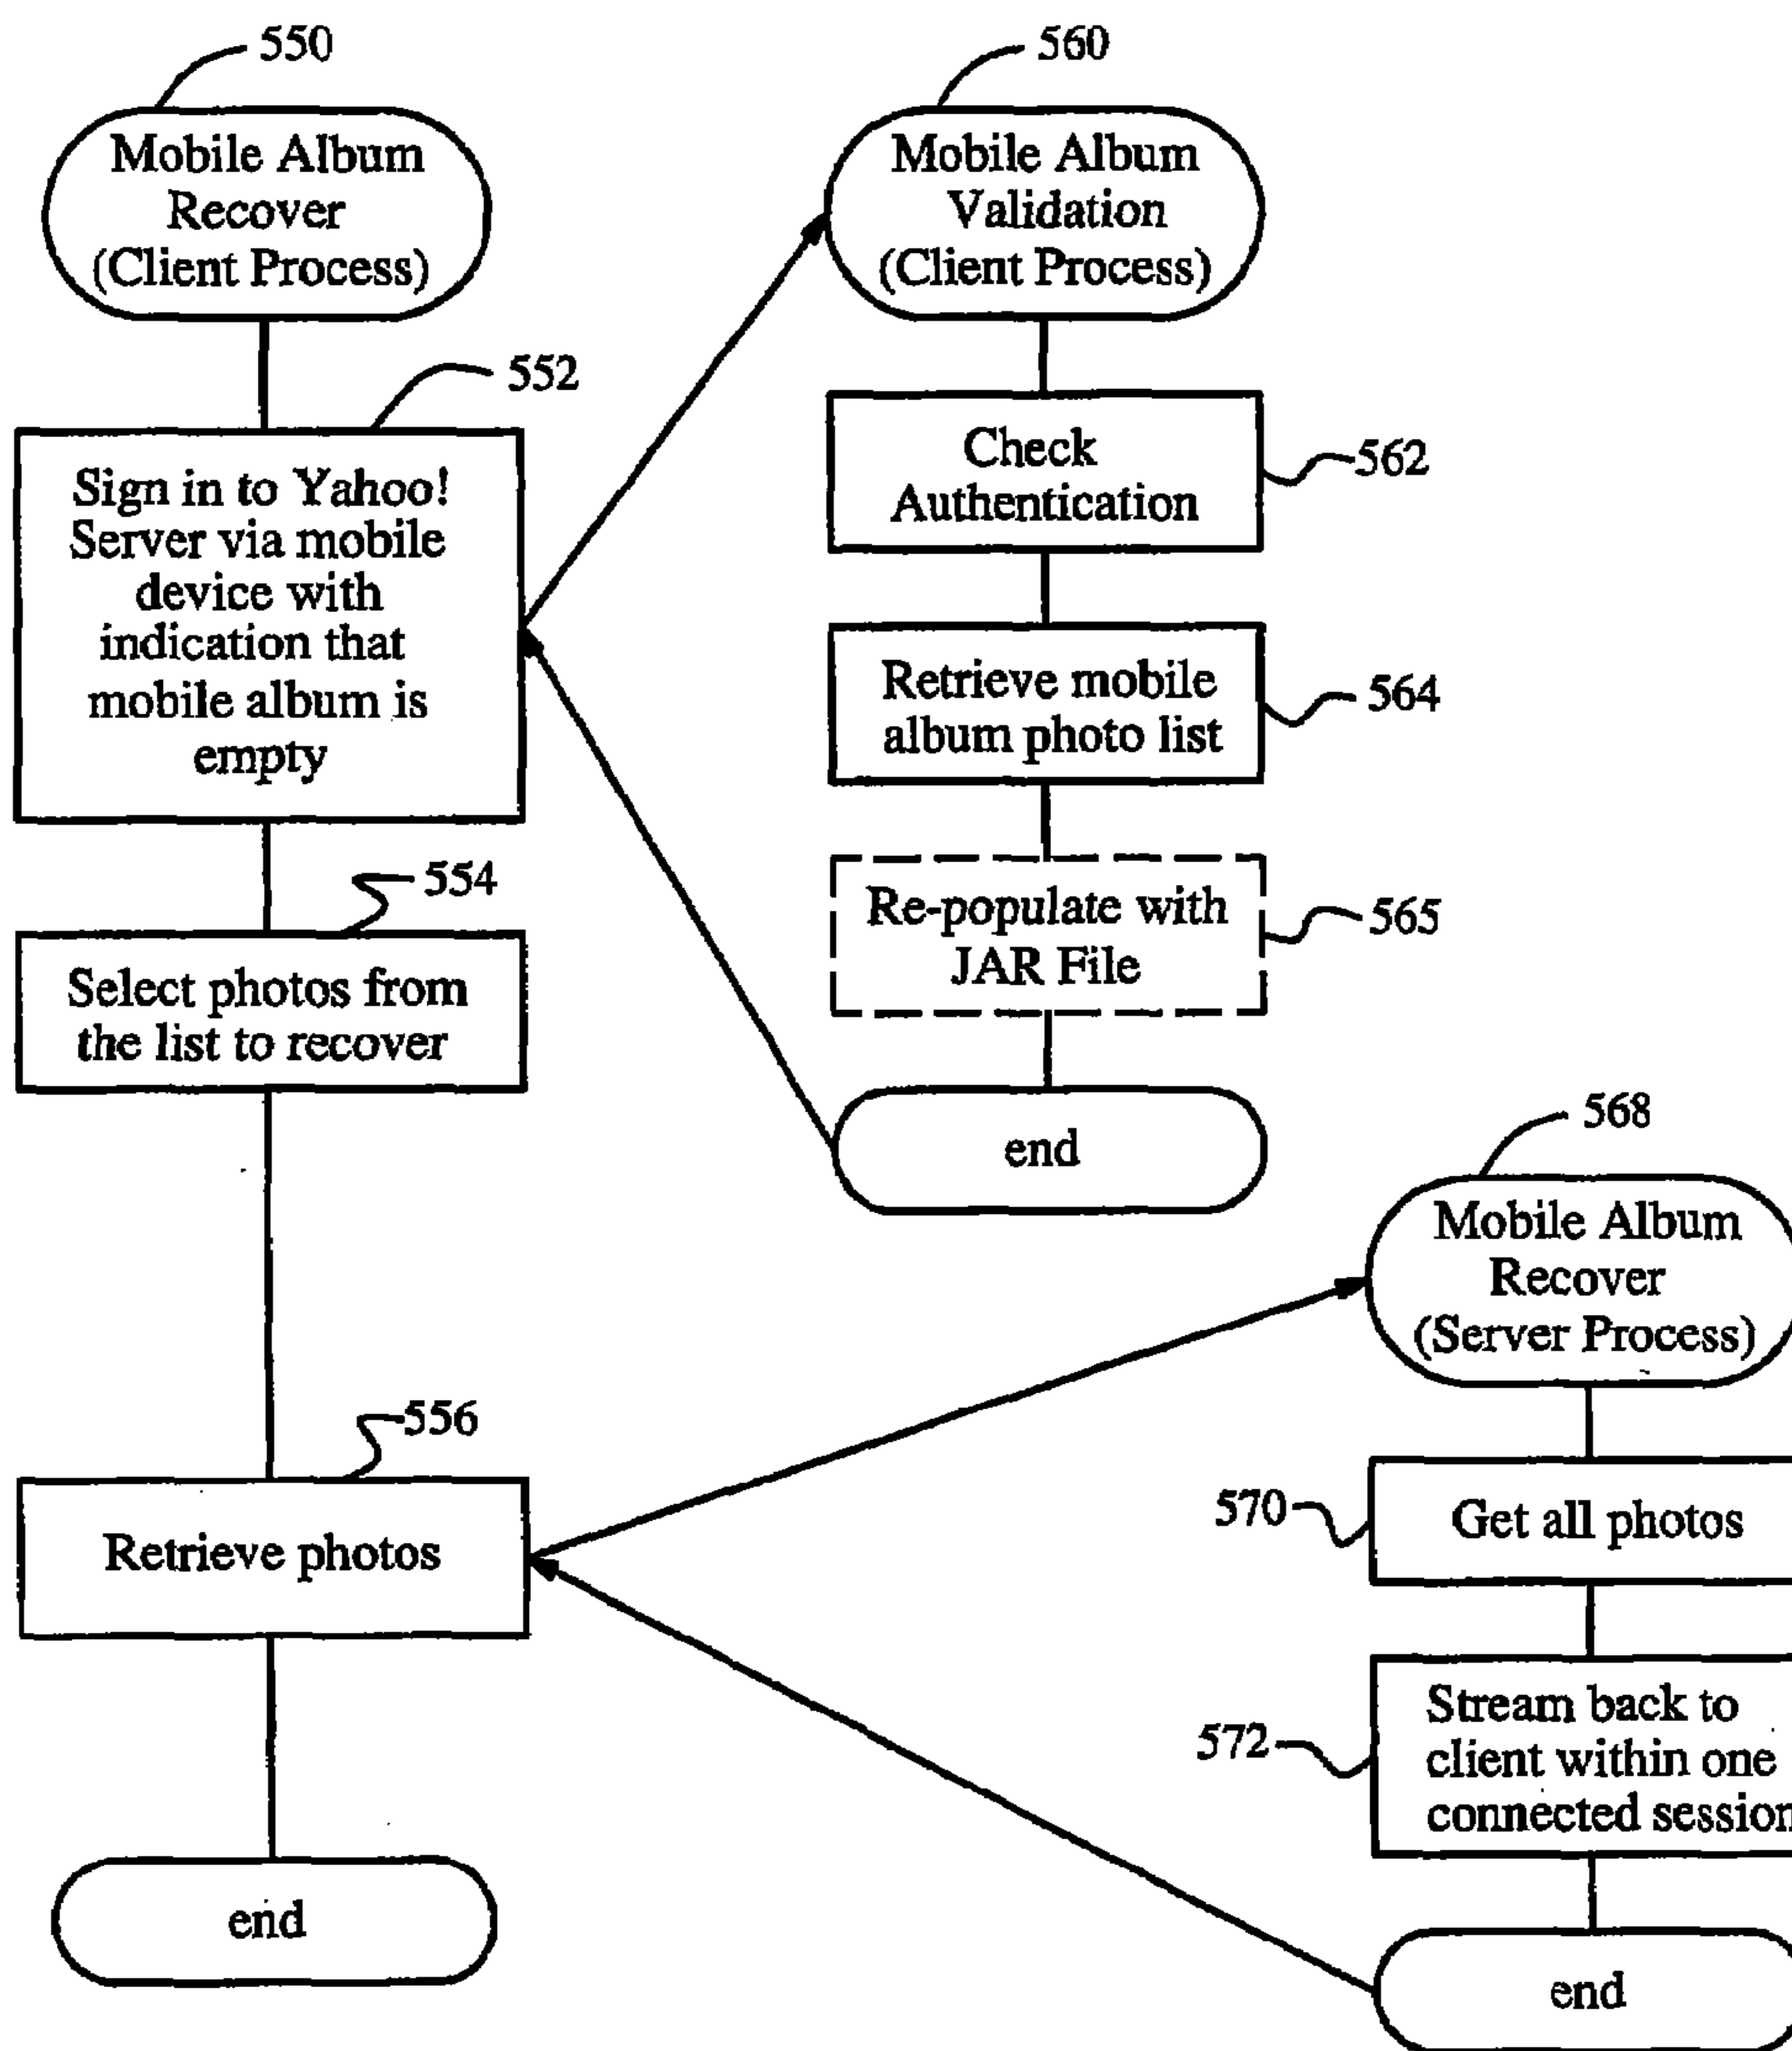 550
Mobile Album
Recover
(Client Process)
552
Sign in to Yahoo!
Server via mobile
device with
indication that
mobile album is
empty
554
Select photos from
the list to recover
556
Retrieve photos
end
560
Mobile Album
Validation
(Client Process)
Check
Authentication
562
Retrieve mobile
album photo list
564
Re-populate with
JAR File
565
end
568
Mobile Album
Recover
(Server Process)
570
Get all photos
572
Stream back to
client within one
connected session
end